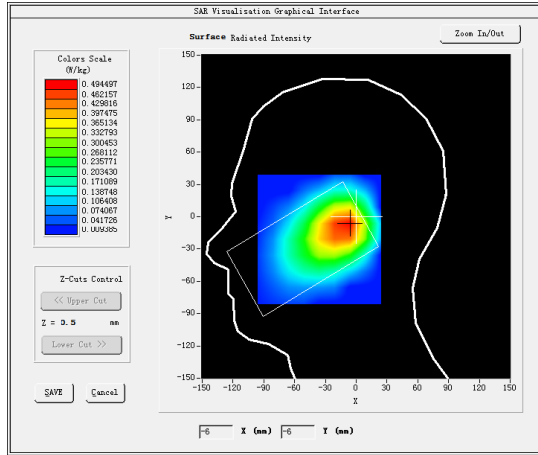 SAR Visualisation Graphical Interface
Surface Radiated Intensity
Zoom In/Out
Colors Scale
(W/kg)
0.494497
0.462157
0.429816
0.397475
0.365134
0.332793
0.300453
0.268112
0.235771
0.203430
0.171089
0.138748
0.106408
0.074067
0.041726
0.009385
Z-Cuts Control
<< Upper Cut
Z = 3.5 mm
Lower Cut >>
SAVE
Cancel
150-
120-
90-
60-
30-
0-
-30-
-60-
-90-
-120-
-150-
Y
-150 -120 -90 -60 -30 0 30 60 90 120 150
X
-6 X (mm) -6 Y (mm)